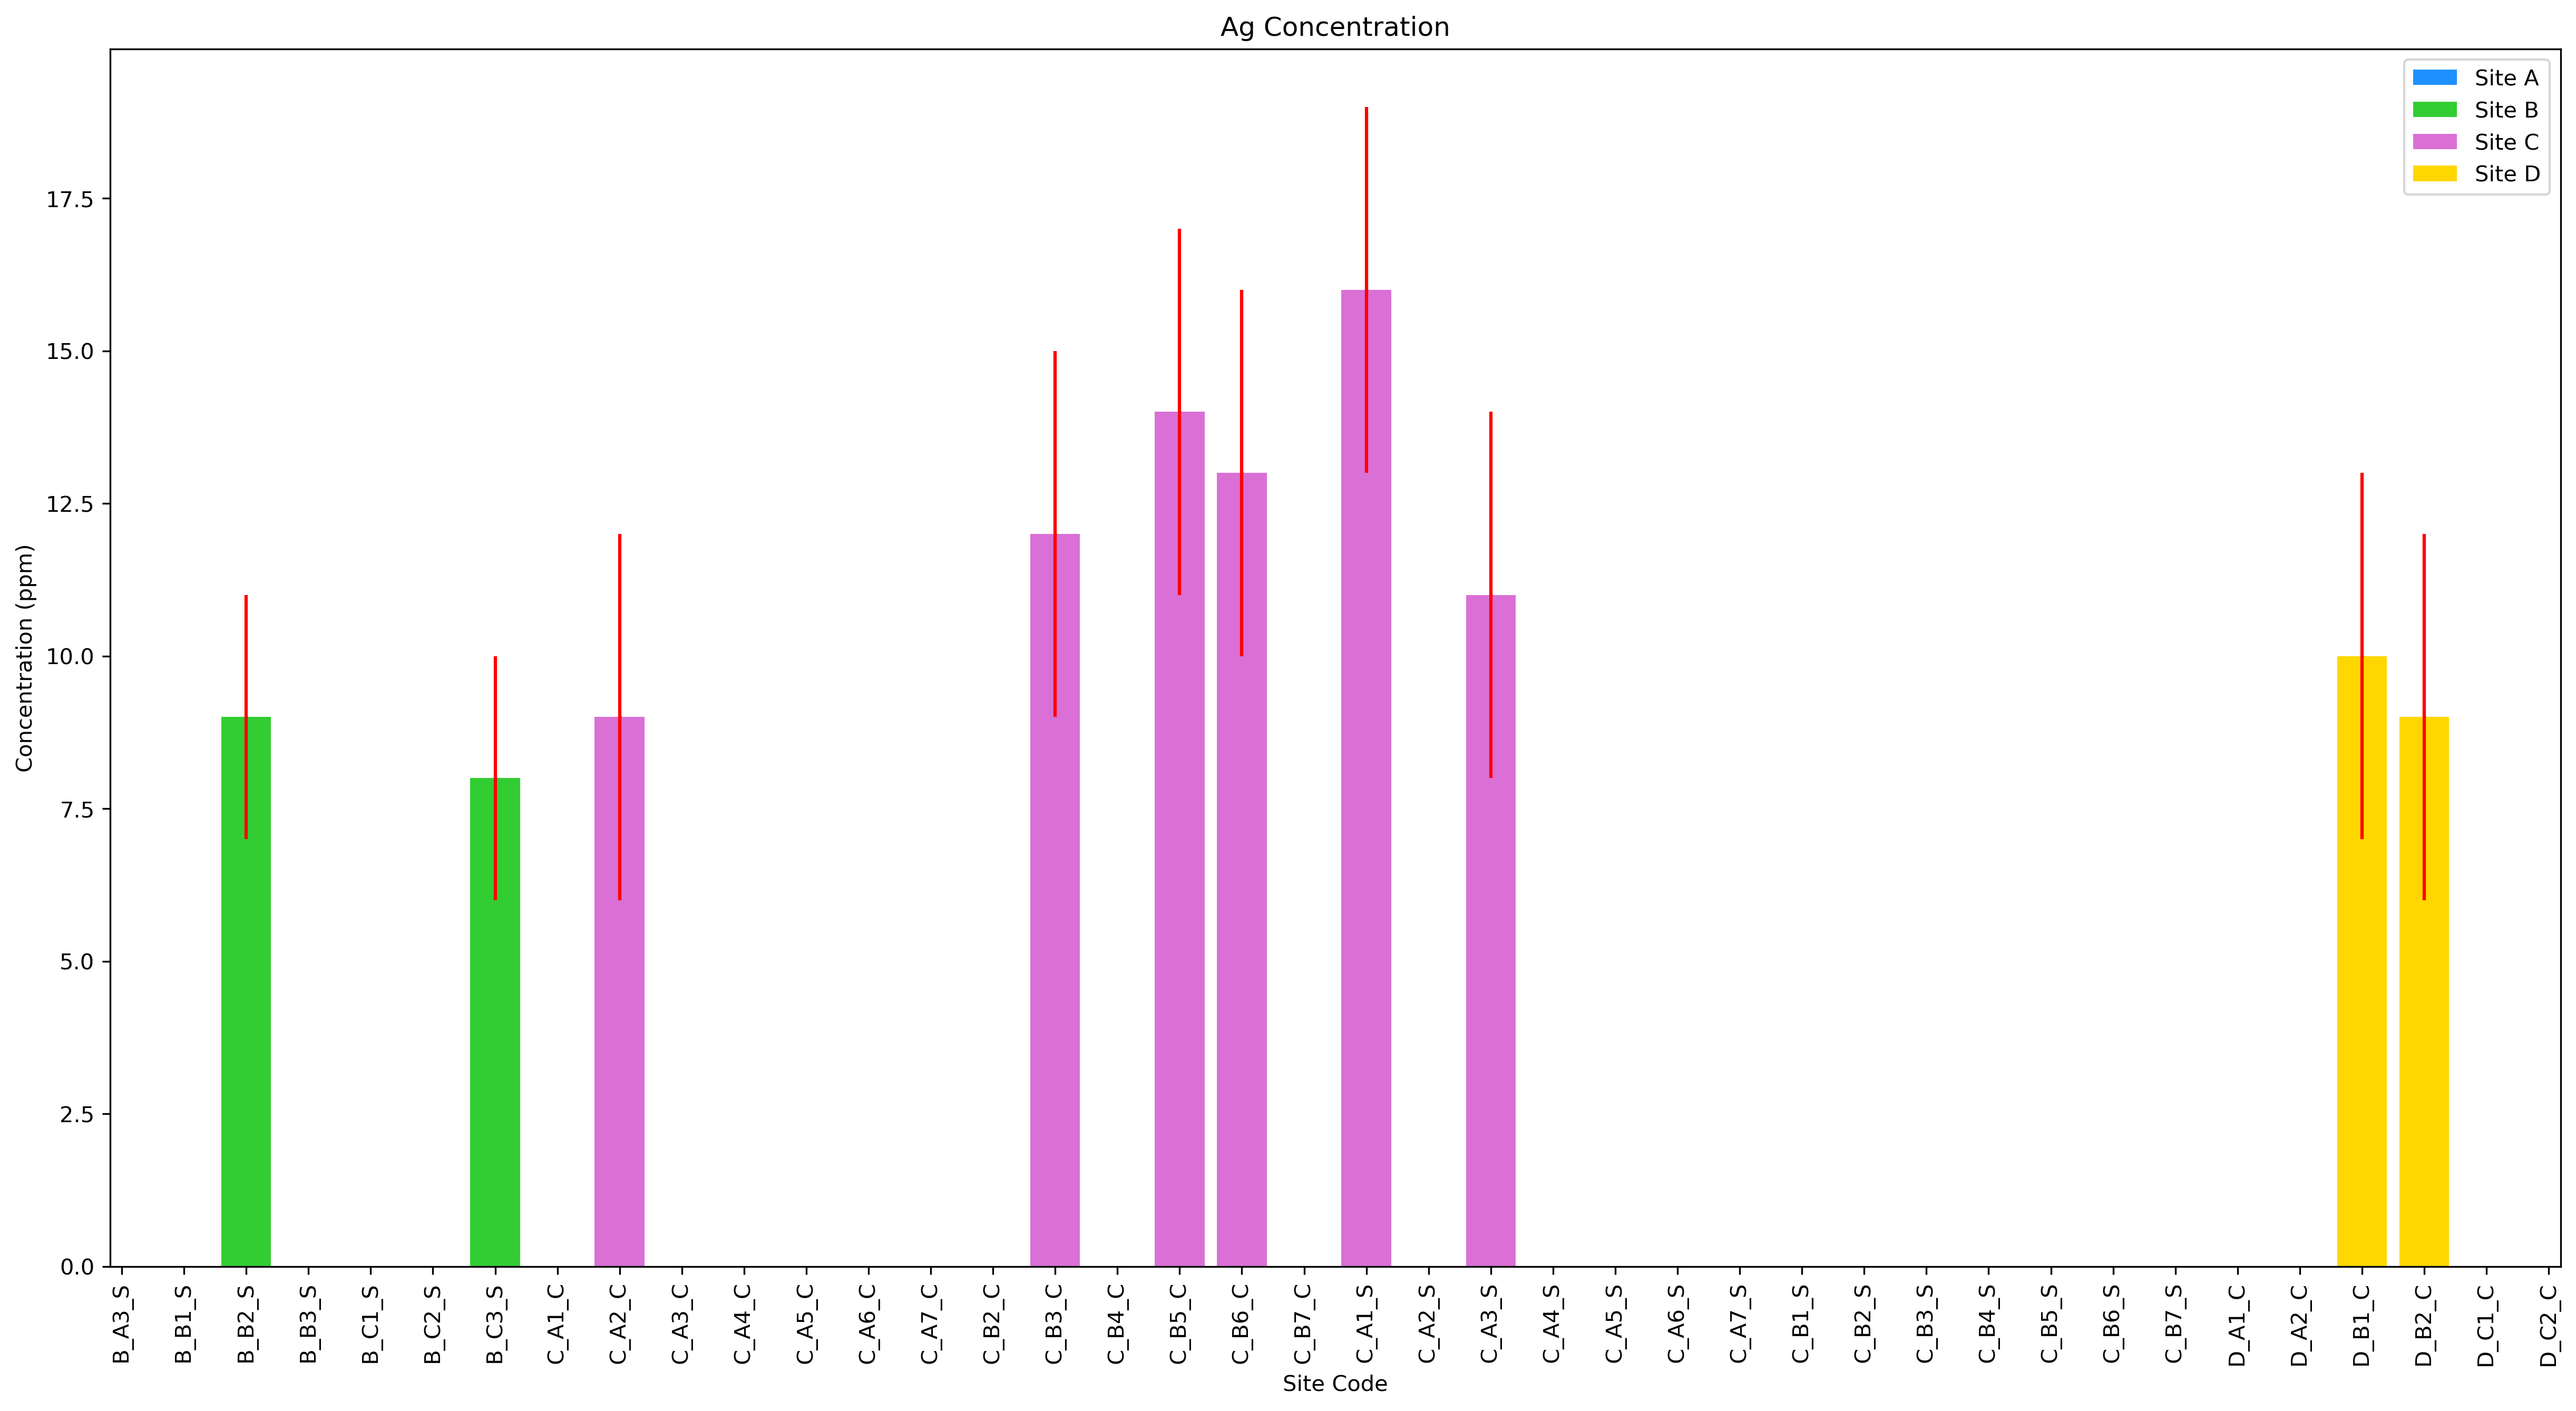 Ag Concentration
Site A
Site B
Site C
Site D
Concentration (ppm)
17.5
15.0
12.5
10.0
7.5
5.0
2.5
0.0
B_A3_S
B_B1_S
B_B2_S
B_B3_S
B_C1_S
B_C2_S
B_C3_S
C_A1_C
C_A2_C
C_A3_C
C_A4_C
C_A5_C
C_A6_C
C_A7_C
C_B2_C
C_B3_C
C_B4_C
C_B5_C
C_B6_C
C_B7_C
C_A1_S
C_A2_S
C_A3_S
C_A4_S
C_A5_S
C_A6_S
C_A7_S
C_B1_S
C_B2_S
C_B3_S
C_B4_S
C_B5_S
C_B6_S
C_B7_S
D_A1_C
D_A2_C
D_B1_C
D_B2_C
D_C1_C
D_C2_C
Site Code